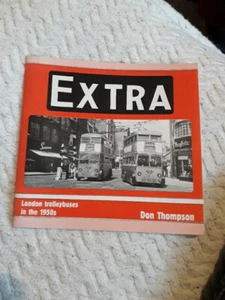 EXTRA
London trolleybuses
in the 1950s
Don Thompson